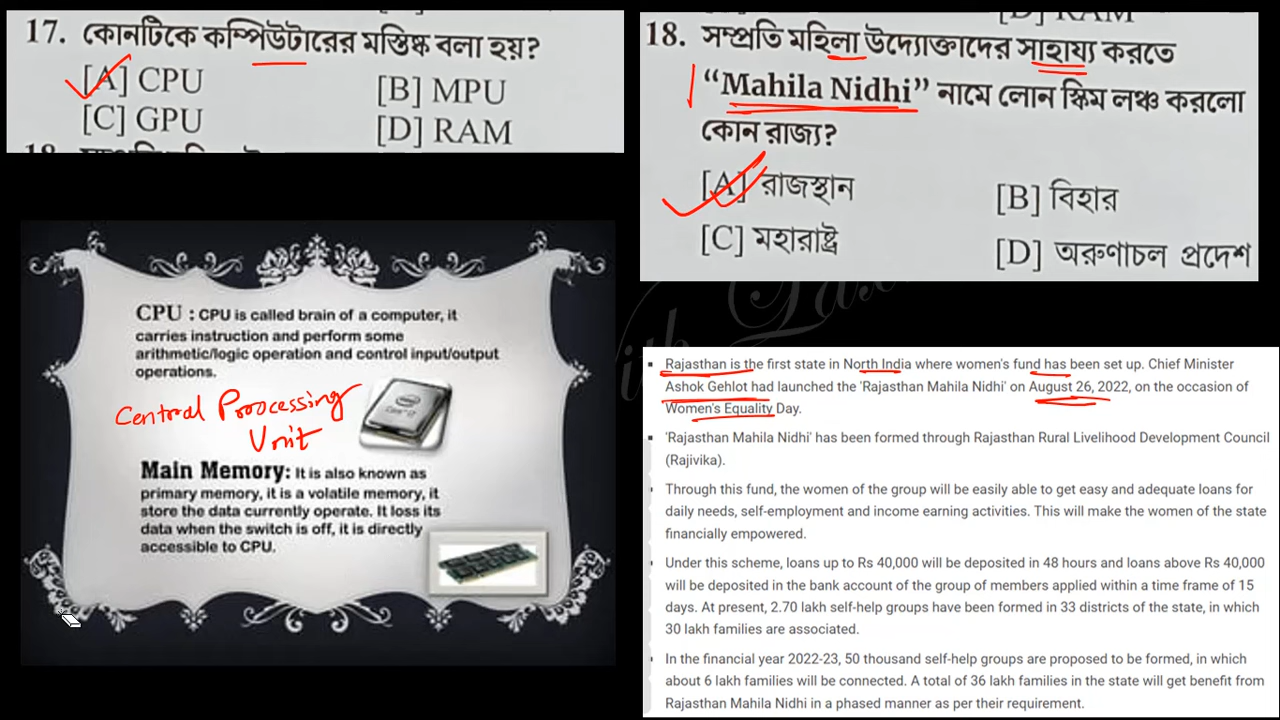 17. কোনটিকে কম্পিউটারের মস্তিষ্ক বলা হয়?
[A] CPU
[B] MPU
[C] GPU
[D] RAM
[D] RAM
18. সম্প্রতি মহিলা উদ্যোক্তাদের সাহায্য করতে
“Mahila Nidhi” নামে লোন স্কিম লঞ্চ করলো
কোন রাজ্য?
[A] রাজস্থান
[B] বিহার
[C] মহারাষ্ট্র
[D] অরুণাচল প্রদেশ
CPU : CPU is called brain of a computer, it
carries instruction and perform some
arithmetic/logic operation and control input/output
operations.
Central Proocessing
Unit
Main Memory: It is also known as
primary memory, it is a volatile memory, it
store the data currently operate. It loss its
data when the switch is off, it is directly
accessible to CPU.
Rajasthan is the first state in North India where women's fund has been set up. Chief Minister
Ashok Gehlot had launched the 'Rajasthan Mahila Nidhi' on August 26, 2022, on the occasion of
Women's Equality Day.
'Rajasthan Mahila Nidhi' has been formed through Rajasthan Rural Livelihood Development Council
(Rajivika).
Through this fund, the women of the group will be easily able to get easy and adequate loans for
daily needs, self-employment and income earning activities. This will make the women of the state
financially empowered.
Under this scheme, loans up to Rs 40,000 will be deposited in 48 hours and loans above Rs 40,000
will be deposited in the bank account of the group of members applied within a time frame of 15
days. At present, 2.70 lakh self-help groups have been formed in 33 districts of the state, in which
30 lakh families are associated.
In the financial year 2022-23, 50 thousand self-help groups are proposed to be formed, in which
about 6 lakh families will be connected. A total of 36 lakh families in the state will get benefit from
Rajasthan Mahila Nidhi in a phased manner as per their requirement.